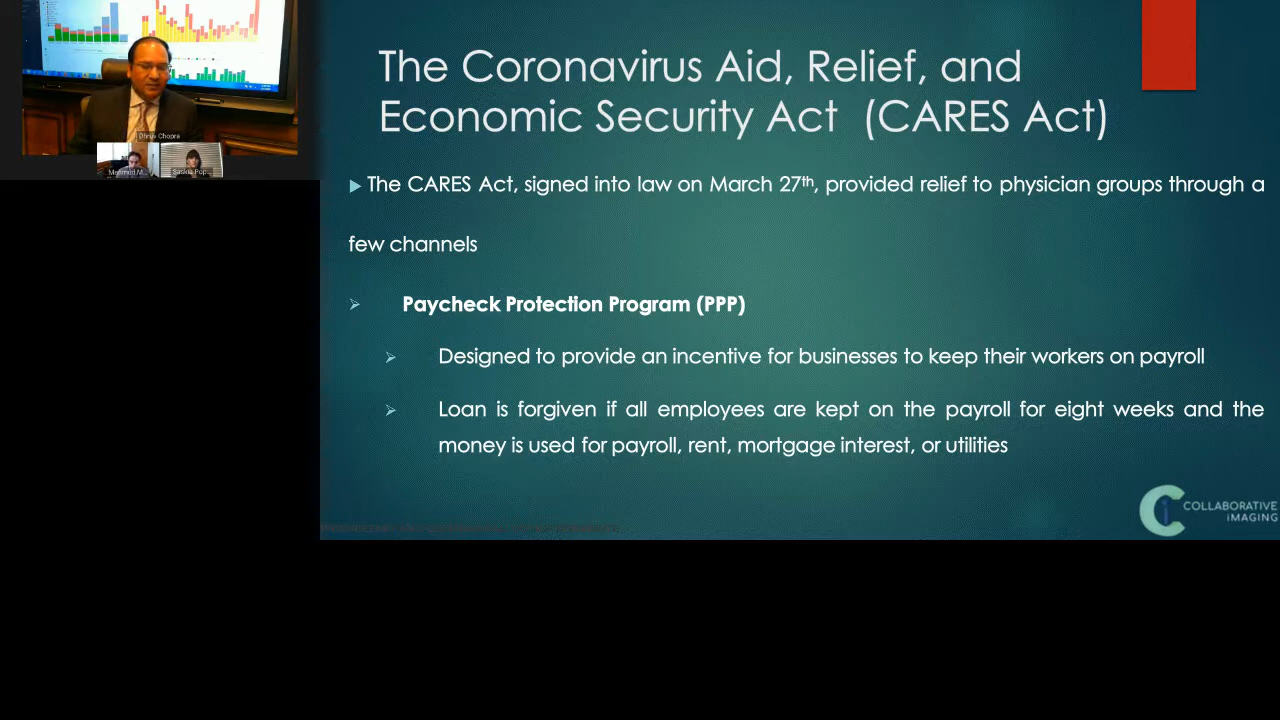 The Coronavirus Aid, Relief, and
Economic Security Act (CARES Act)
The CARES Act, signed into law on March 27th, provided relief to physician groups through a
few channels
Paycheck Protection Program (PPP)
Designed to provide an incentive for businesses to keep their workers on payroll
Loan is forgiven if all employees are kept on the payroll for eight weeks and the
money is used for payroll, rent, mortgage interest, or utilities
COLLABORATIVE
iMAGING
Dhruv Chopra
Mahmud M...
Saskia Pop...